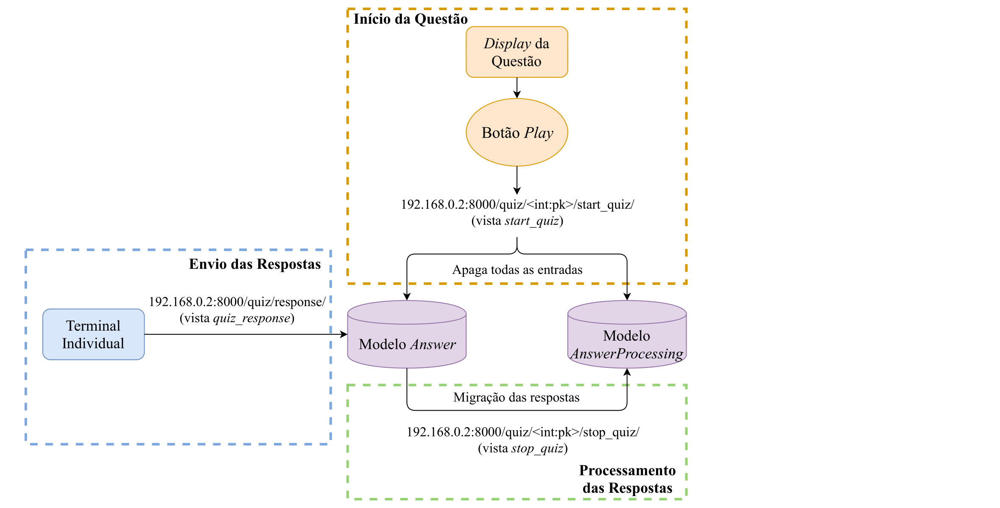 Início da Questão
Display da
Questão
Botão Play
192.168.0.2:8000/quiz/<int:pk>/start_quiz/
(vista start_quiz)
Apaga todas as entradas
Envio das Respostas
192.168.0.2:8000/quiz/response/
(vista quiz_response)
Terminal
Individual
Modelo Answer
Modelo
AnswerProcessing
Migração das respostas
192.168.0.2:8000/quiz/<int:pk>/stop_quiz/
(vista stop_quiz)
Processamento
das Respostas